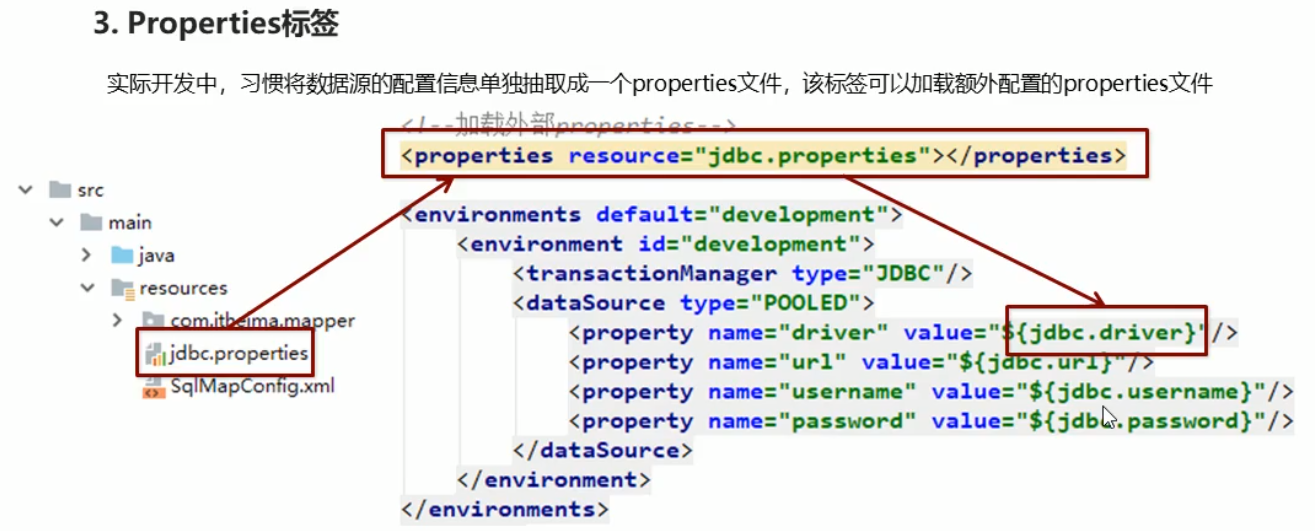 3. Properties标签
实际开发中，习惯将数据源的配置信息单独抽取成一个properties文件，该标签可以加载额外配置的properties文件
<!--加载外部properties-->
<properties resource="jdbc.properties"></properties>
src
main
java
resources
com.itheima.mapper
jdbc.properties
SqlMapConfig.xml
<environments default="development">
<environment id="development">
<transactionManager type="JDBC"/>
<dataSource type="POOLED">
<property name="driver" value="${jdbc.driver}"/>
<property name="url" value="${jdbc.url}"/>
<property name="username" value="${jdbc.username}"/>
<property name="password" value="${jdbc.password}"/>
</dataSource>
</environment>
</environments>